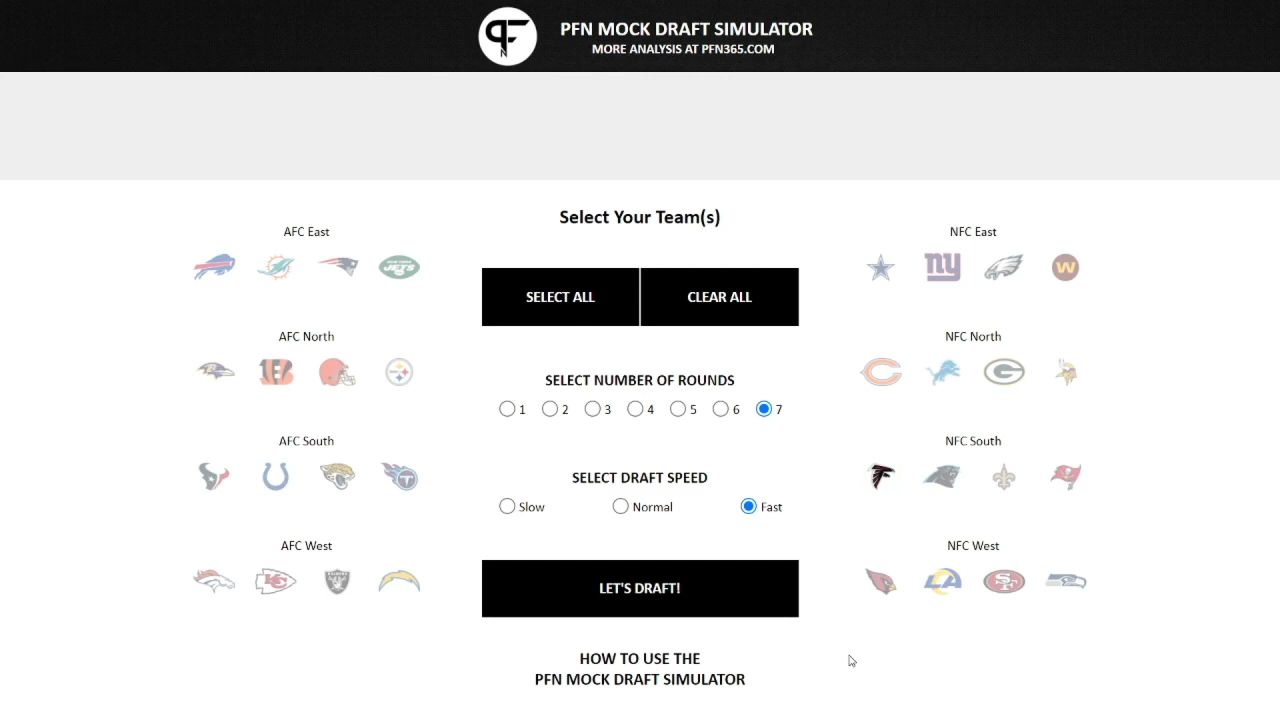 PFN MOCK DRAFT SIMULATOR
MORE ANALYSIS AT PFN365.COM
Select Your Team(s)
AFC East
NFC East
JETS
ny
W
SELECT ALL
CLEAR ALL
AFC North
NFC North
SELECT NUMBER OF ROUNDS
1 2 3 4 5 6 7
AFC South
NFC South
SELECT DRAFT SPEED
Slow Normal Fast
AFC West
NFC West
LET'S DRAFT!
HOW TO USE THE
PFN MOCK DRAFT SIMULATOR